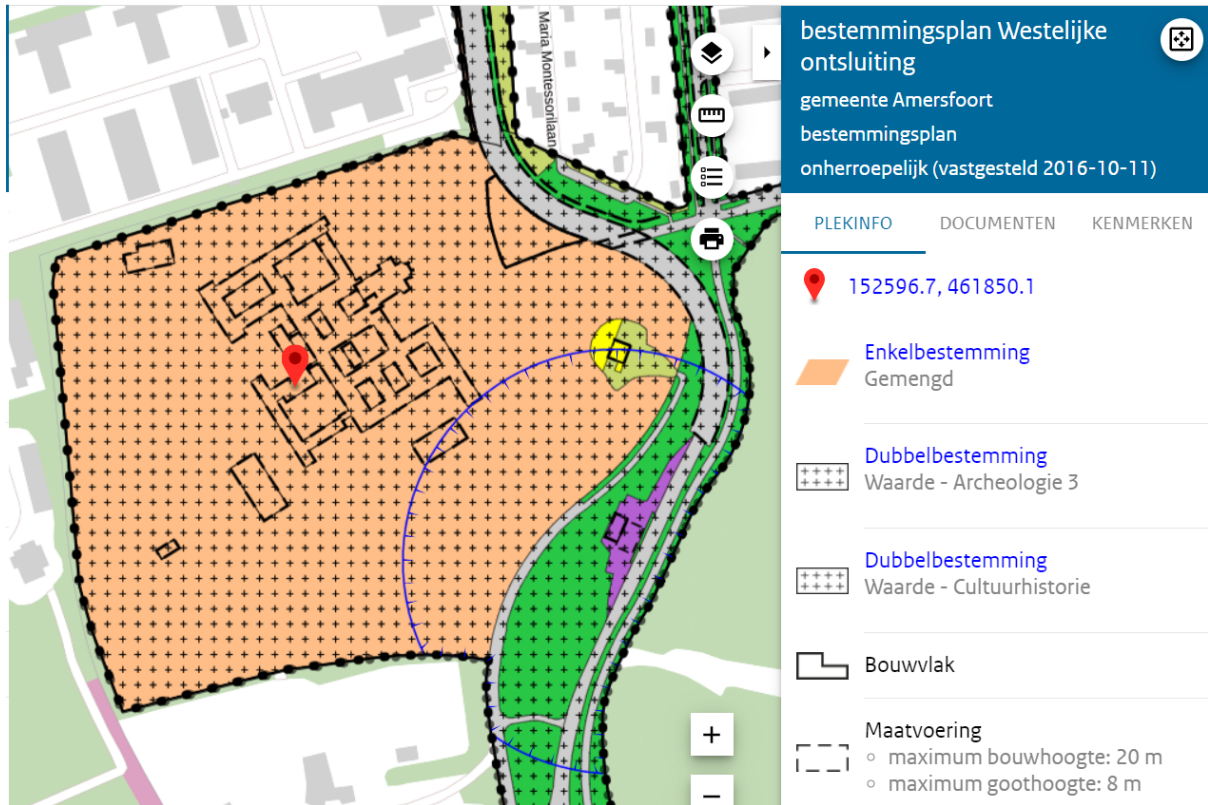 Maria Montessorilaan
bestemmingsplan Westelijke
ontsluiting
gemeente Amersfoort
bestemmingsplan
onherroepelijk (vastgesteld 2016-10-11)
PLEKINFO DOCUMENTEN KENMERKEN
152596.7, 461850.1
Enkelbestemming
Gemengd
Dubbelbestemming
Waarde - Archeologie 3
Dubbelbestemming
Waarde - Cultuurhistorie
Bouwvlak
Maatvoering
maximum bouwhoogte: 20 m
maximum goothoogte: 8 m